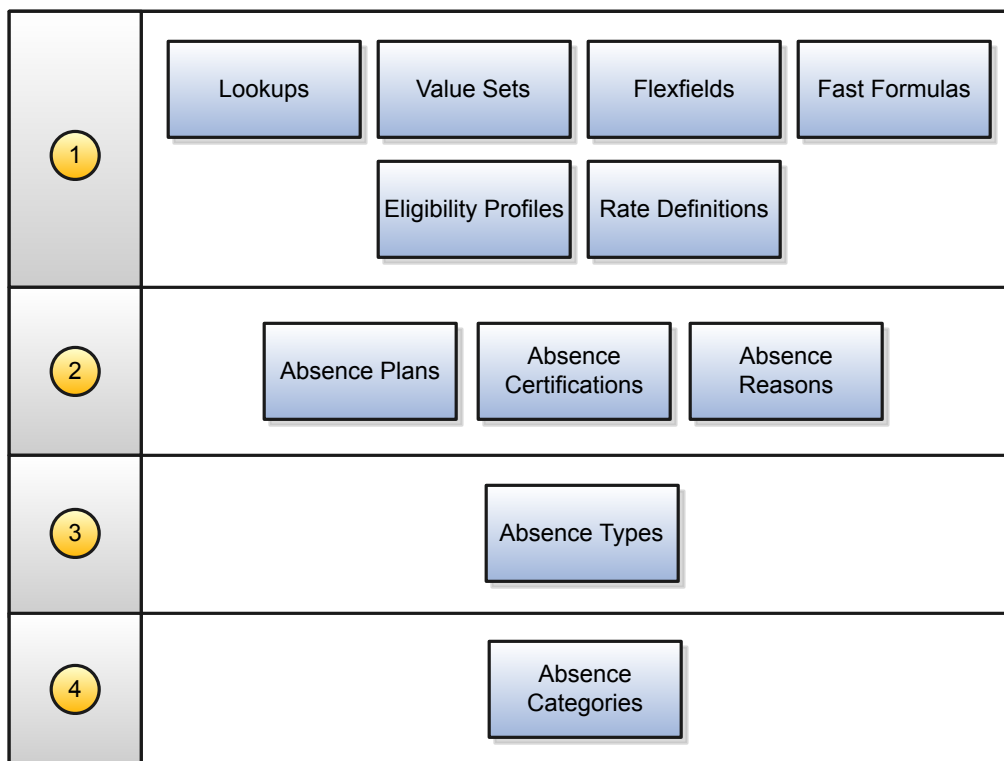 1
Lookups
Value Sets
Flexfields
Fast Formulas
Eligibility Profiles
Rate Definitions
2
Absence Plans
Absence
Certifications
Absence
Reasons
3
Absence Types
4
Absence
Categories